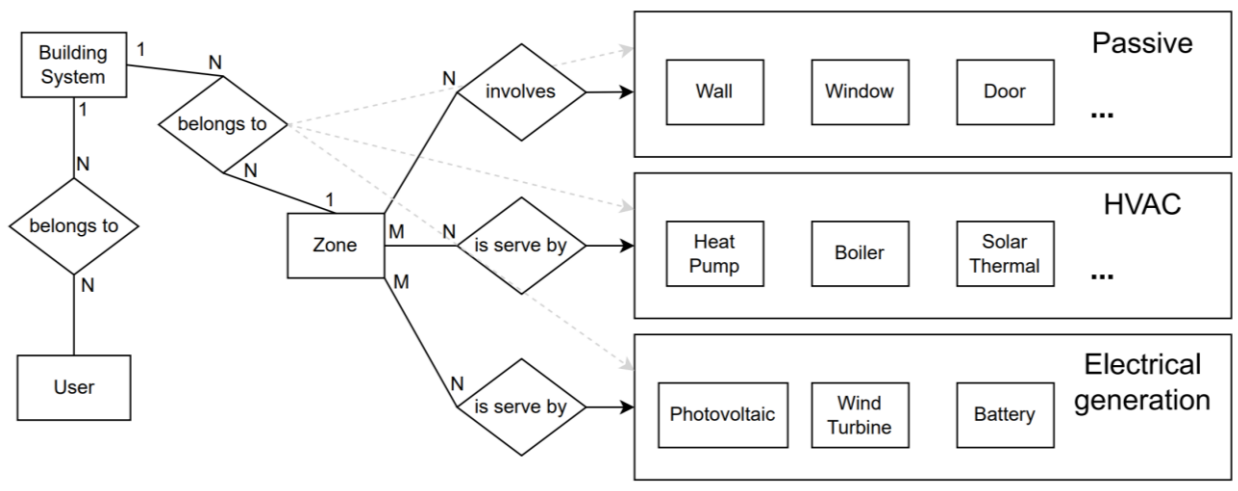 Building
System
1
N
belongs to
N
1
1
N
belongs to
N
User
Zone
N
involves
M
N
is serve by
M
N
is serve by
Passive
Wall
Window
Door
...
HVAC
Heat
Pump
Boiler
Solar
Thermal
...
Electrical
generation
Photovoltaic
Wind
Turbine
Battery